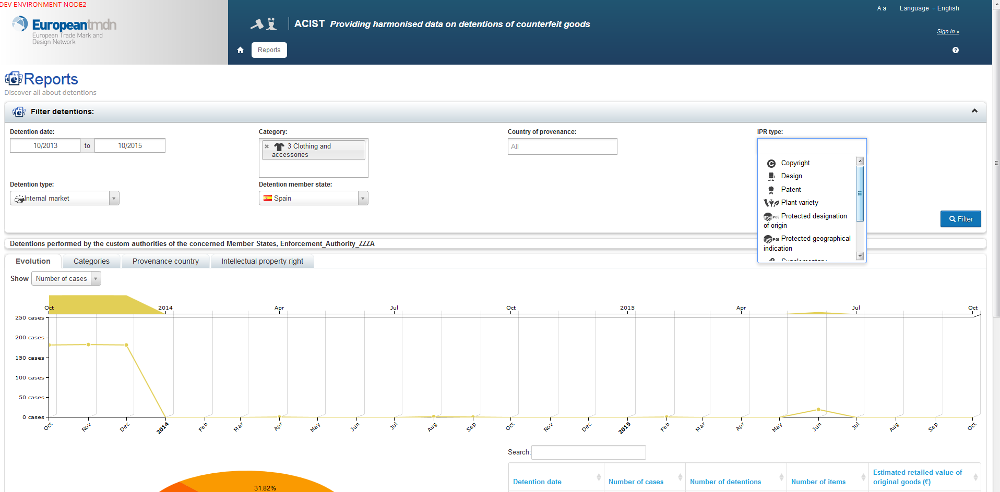 DEV ENVIRONMENT NODE2
Europeantmdn
European Trade Mark and
Design Network
ACIST Providing harmonised data on detentions of counterfeit goods
A a Language English
Sign in »
Reports
Reports
Discover all about detentions
Filter detentions:
Detention date:
10/2013 to 10/2015
Category:
3 Clothing and
accessories
Country of provenance:
All
IPR type:
Copyright
Design
Patent
Plant variety
PDO Protected designation
of origin
PGI Protected geographical
indication
Supplementary
Detention type:
Internal market
Detention member state:
Spain
Filter
Detentions performed by the custom authorities of the concerned Member States, Enforcement_Authority_ZZZA
Evolution Categories Provenance country Intellectual property right
Show Number of cases
Oct 2014 Apr Jul Oct 2015 Apr Jul Oct
250 cases
200 cases
150 cases
100 cases
50 cases
0 cases
Oct Nov Dec 2014 Feb Mar Apr May Jun Jul Aug Sep Oct Nov Dec 2015 Feb Mar Apr May Jun Jul Aug Sep Oct
Search:
31.82%
Detention date Number of cases Number of detentions Number of items Estimated retailed value of
original goods (€)